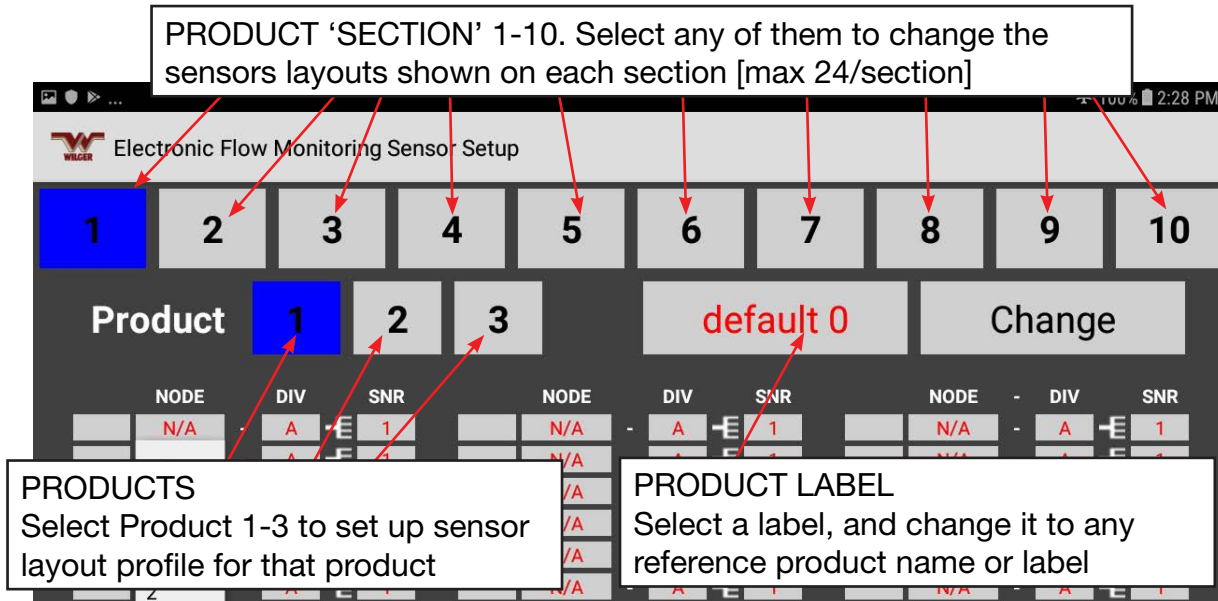 PRODUCT ‘SECTION’ 1-10. Select any of them to change the
sensors layouts shown on each section [max 24/section]
... 100% 2:28 PM
WILGER Electronic Flow Monitoring Sensor Setup
1 2 3 4 5 6 7 8 9 10
Product 1 2 3 default 0 Change
NODE DIV SNR NODE DIV SNR NODE - DIV SNR
N/A - A 1 N/A - A 1 N/A - A 1
PRODUCTS
Select Product 1-3 to set up sensor
layout profile for that product
PRODUCT LABEL
Select a label, and change it to any
reference product name or label
/A
/A
/A
/A
2